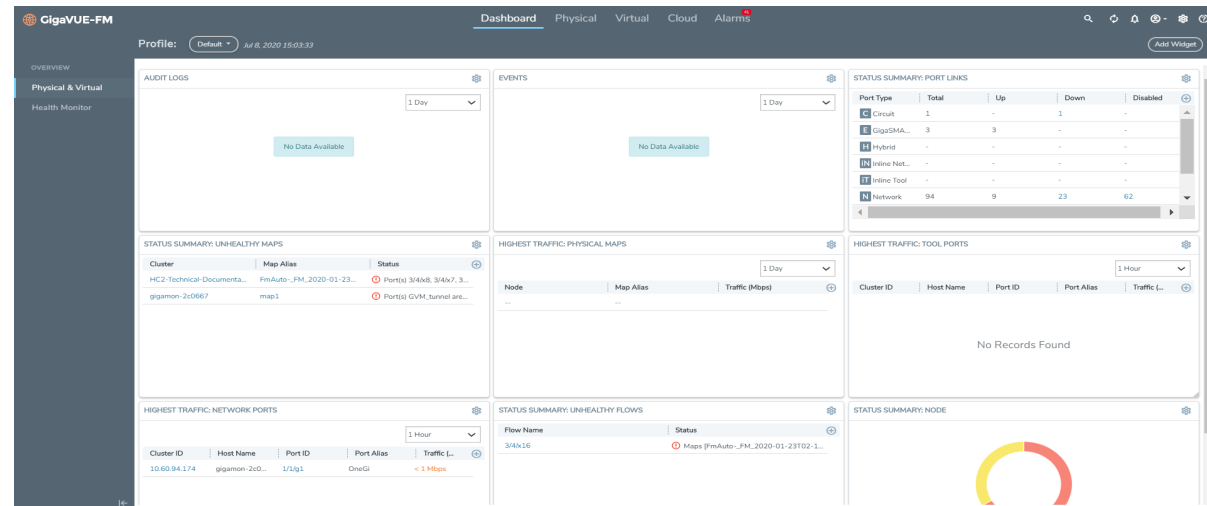 GigaVUE-FM
Dashboard Physical Virtual Cloud Alarms
Profile: Default Jul 8, 2020 15:03:33 Add Widget
OVERVIEW
Physical & Virtual
Health Monitor
AUDIT LOGS
1 Day
No Data Available
EVENTS
1 Day
No Data Available
STATUS SUMMARY: PORT LINKS
Port Type Total Up Down Disabled
C Circuit 1 - 1 -
E GigaSMA... 3 3 - -
H Hybrid - - - -
IN Inline Net... - - - -
IT Inline Tool - - - -
N Network 94 9 23 62
STATUS SUMMARY: UNHEALTHY MAPS
Cluster Map Alias Status
HC2-Technical-Documenta... FmAuto-_FM_2020-01-23... Port(s) 3/4/x8, 3/4/x7, 3...
gigamon-2c0667 map1 Port(s) GVM_tunnel are...
HIGHEST TRAFFIC: PHYSICAL MAPS
1 Day
Node Map Alias Traffic (Mbps)
-- --
HIGHEST TRAFFIC: TOOL PORTS
1 Hour
Cluster ID Host Name Port ID Port Alias Traffic (...
No Records Found
HIGHEST TRAFFIC: NETWORK PORTS
1 Hour
Cluster ID Host Name Port ID Port Alias Traffic (...
10.60.94.174 gigamon-2c0... 1/1/g1 OneGi < 1 Mbps
STATUS SUMMARY: UNHEALTHY FLOWS
Flow Name Status
3/4/x16 Maps [FmAuto-_FM_2020-01-23T02-1...
STATUS SUMMARY: NODE